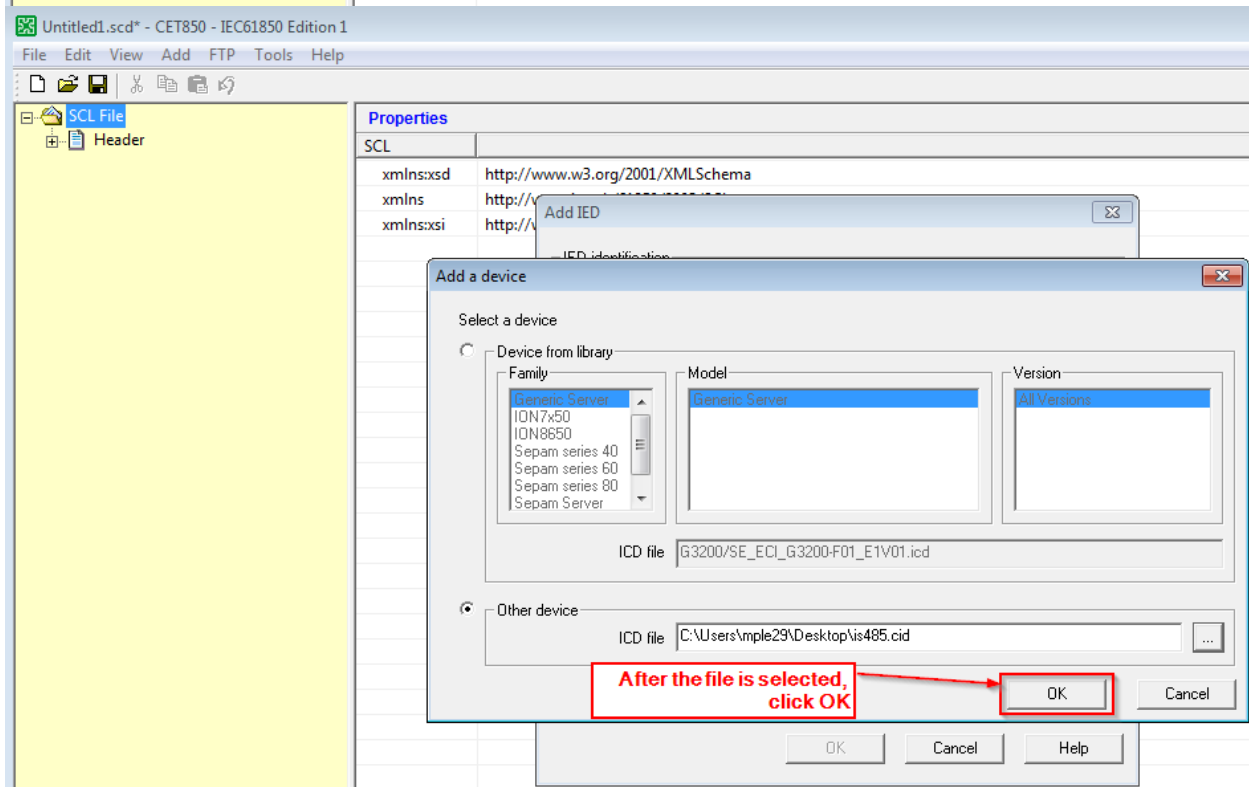 Untitled1.scd* - CET850 - IEC61850 Edition 1
File Edit View Add FTP Tools Help
SCL File
Header
Properties
SCL
xmlns:xsd http://www.w3.org/2001/XMLSchema
xmlns http://
xmlns:xsi http://
Add IED
IED identification
Add a device
Select a device
Device from library
Family
Generic Server
ION7x50
ION8650
Sepam series 40
Sepam series 60
Sepam series 80
Sepam Server
Model
Generic Server
Version
All Versions
ICD file G3200/SE_ECI_G3200-F01_E1V01.icd
Other device
ICD file C:\Users\mple29\Desktop\is485.cid ...
After the file is selected,
click OK
OK Cancel
OK Cancel Help